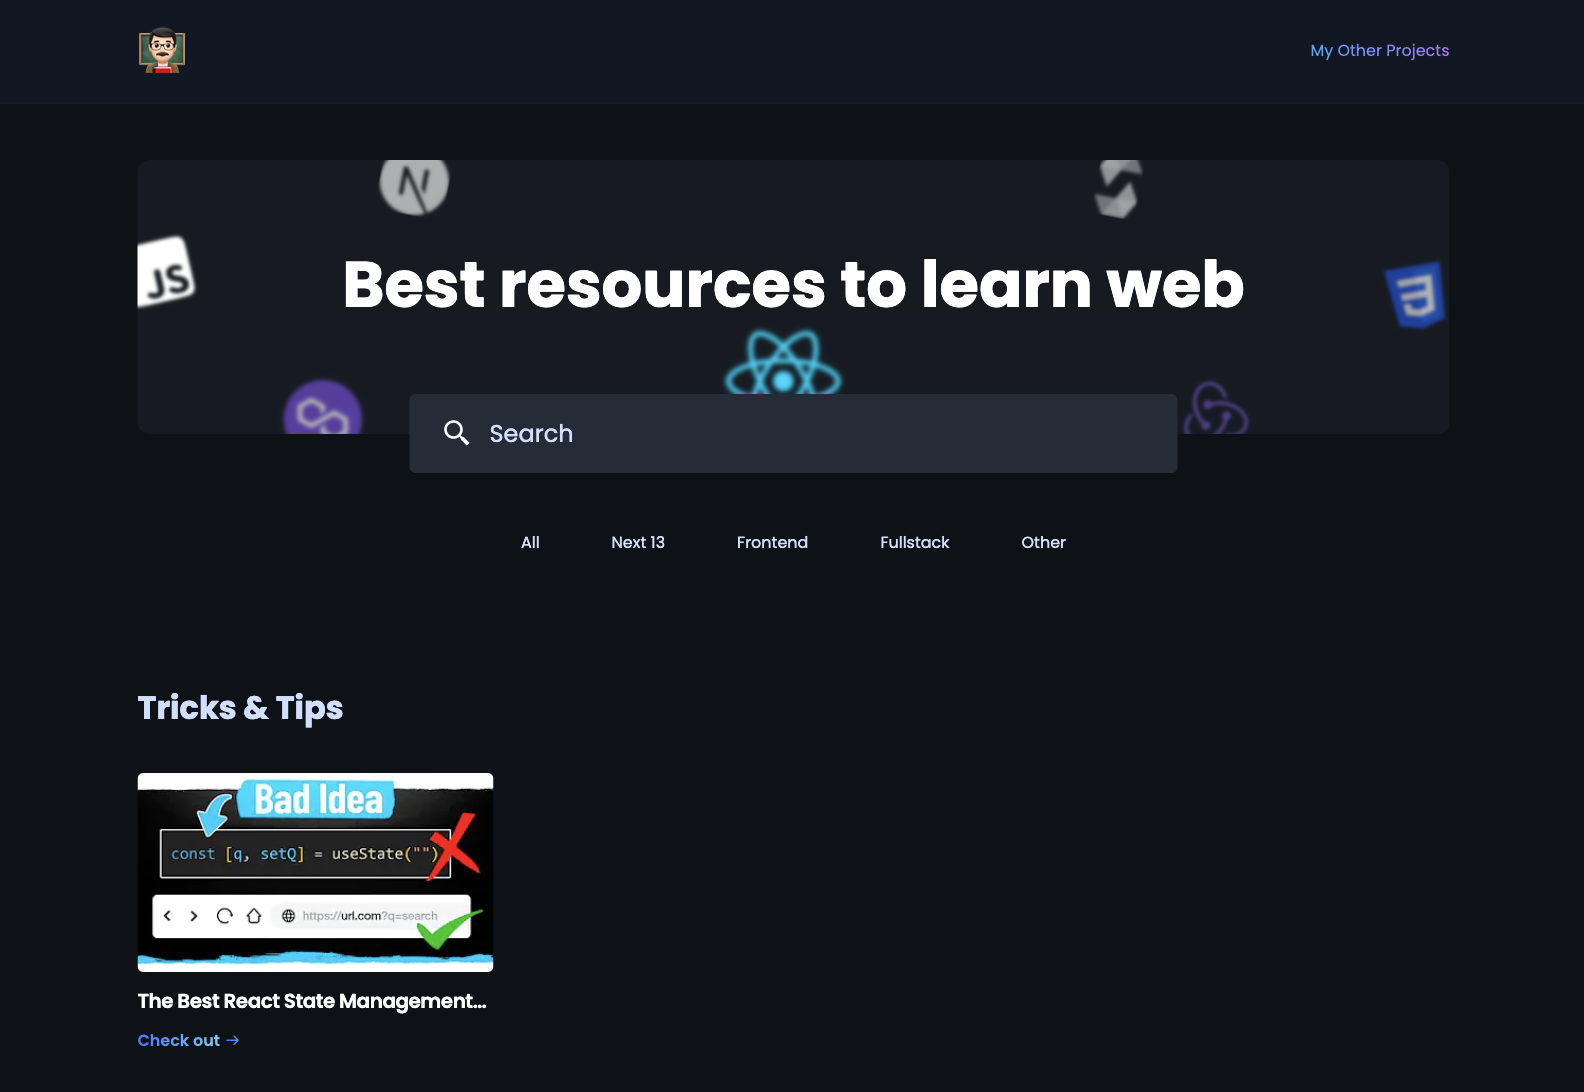 My Other Projects
JS
Best resources to learn web
Search
All Next 13 Frontend Fullstack Other
Tricks & Tips
Bad Idea
const [q, setQ] = useState("")
https://url.com?q=search
The Best React State Management...
Check out →